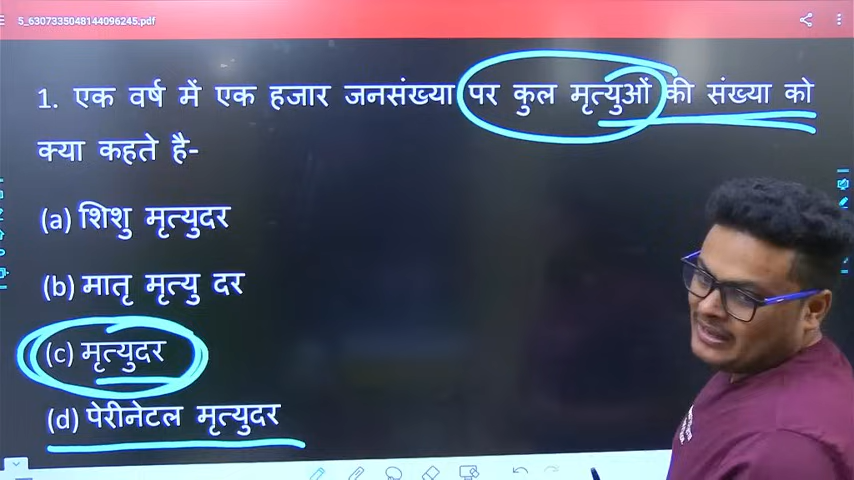 5_6307335048144096245.pdf
1. एक वर्ष में एक हजार जनसंख्या पर कुल मृत्युओं की संख्या को
क्या कहते है-
(a) शिशु मृत्युदर
(b) मातृ मृत्यु दर
(c) मृत्युदर
(d) पेरीनेटल मृत्युदर